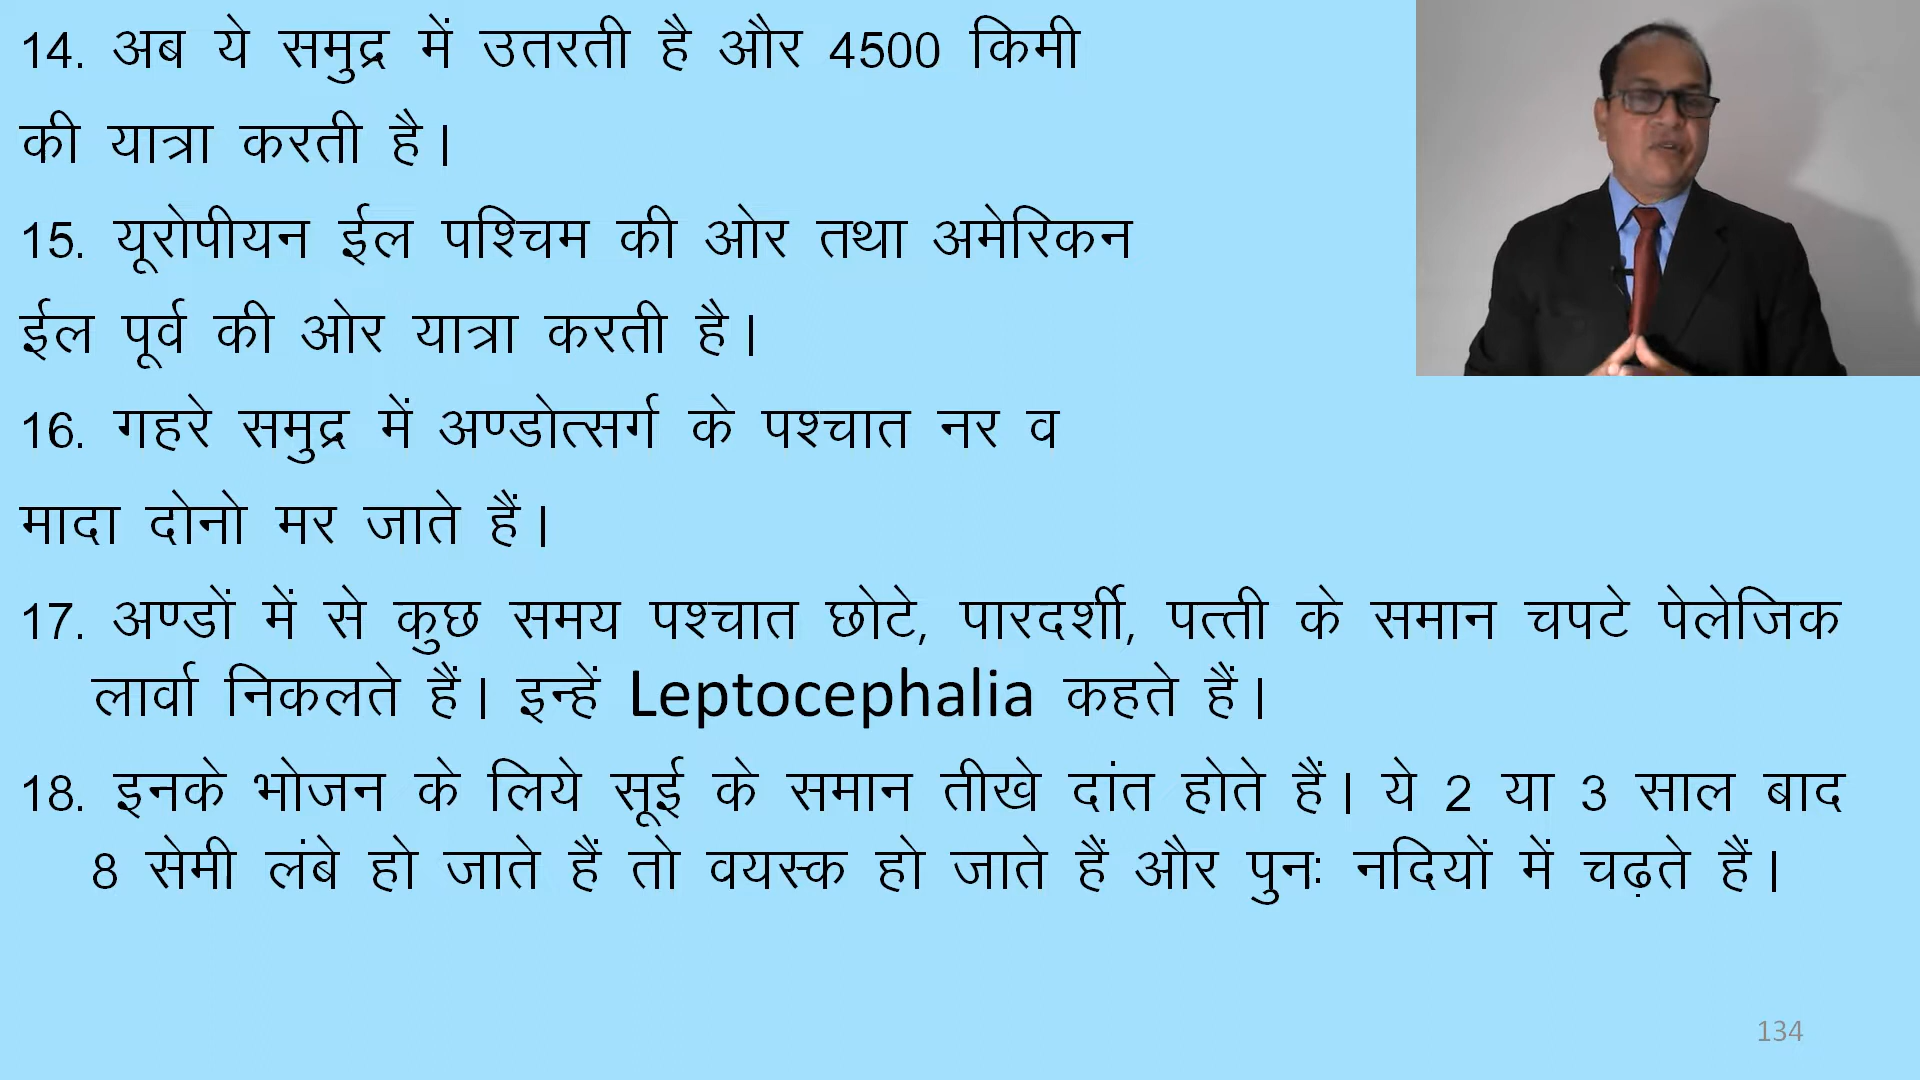 14. अब ये समुद्र में उतरती है और 4500 किमी
की यात्रा करती है।
15. यूरोपीयन ईल पश्चिम की ओर तथा अमेरिकन
ईल पूर्व की ओर यात्रा करती है।
16. गहरे समुद्र में अण्डोत्सर्ग के पश्चात नर व
मादा दोनो मर जाते हैं।
17. अण्डों में से कुछ समय पश्चात छोटे, पारदर्शी, पत्ती के समान चपटे पेलेजिक
लार्वा निकलते हैं। इन्हें Leptocephalia कहते हैं।
18. इनके भोजन के लिये सूई के समान तीखे दांत होते हैं। ये 2 या 3 साल बाद
8 सेमी लंबे हो जाते हैं तो वयस्क हो जाते हैं और पुनः नदियों में चढ़ते हैं।
134